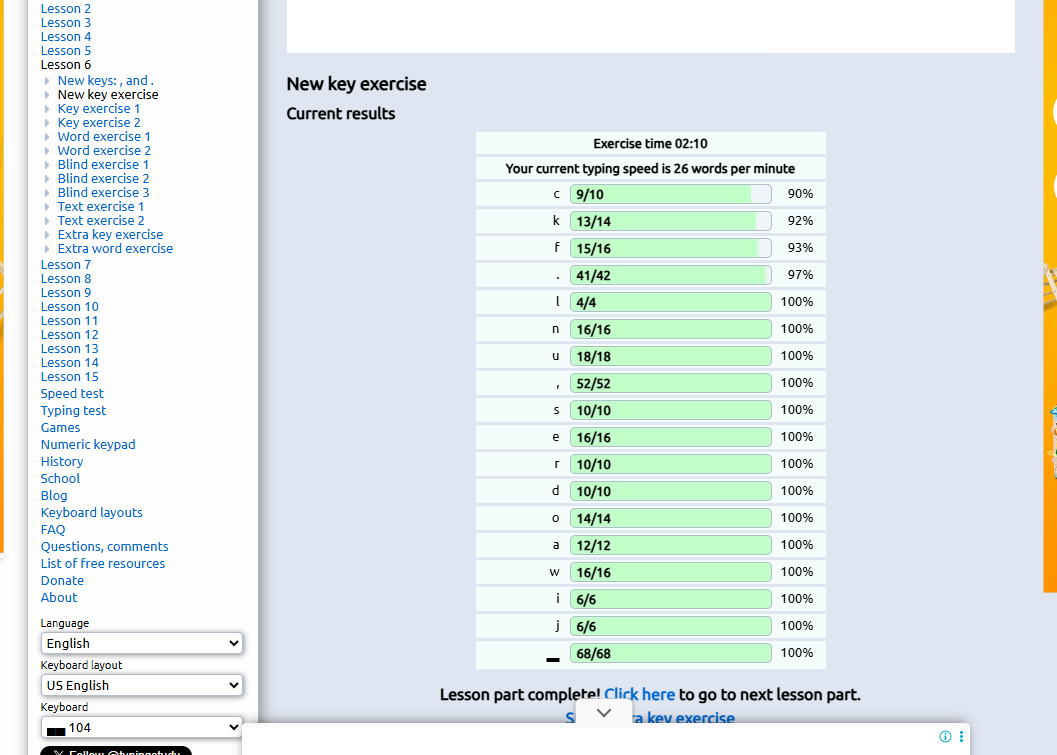 Lesson 2
Lesson 3
Lesson 4
Lesson 5
Lesson 6
New keys: , and .
New key exercise
Key exercise 1
Key exercise 2
Word exercise 1
Word exercise 2
Blind exercise 1
Blind exercise 2
Blind exercise 3
Text exercise 1
Text exercise 2
Extra key exercise
Extra word exercise
Lesson 7
Lesson 8
Lesson 9
Lesson 10
Lesson 11
Lesson 12
Lesson 13
Lesson 14
Lesson 15
Speed test
Typing test
Games
Numeric keypad
History
School
Blog
Keyboard layouts
FAQ
Questions, comments
List of free resources
Donate
About
Language
English
Keyboard layout
US English
Keyboard
104
Follow @typingstudy
New key exercise
Current results
Exercise time 02:10
Your current typing speed is 26 words per minute
c 9/10 90%
k 13/14 92%
f 15/16 93%
. 41/42 97%
l 4/4 100%
n 16/16 100%
u 18/18 100%
, 52/52 100%
s 10/10 100%
e 16/16 100%
r 10/10 100%
d 10/10 100%
o 14/14 100%
a 12/12 100%
w 16/16 100%
i 6/6 100%
j 6/6 100%
▂ 68/68 100%
Lesson part complete! Click here to go to next lesson part.
key exercise